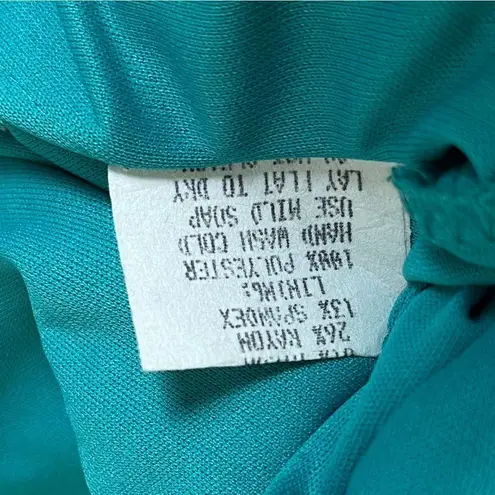 26% RAYON
13% SPANDEX
LINING:
100% POLYESTER
HAND WASH COLD
USE MILD SOAP
LAY FLAT TO DRY